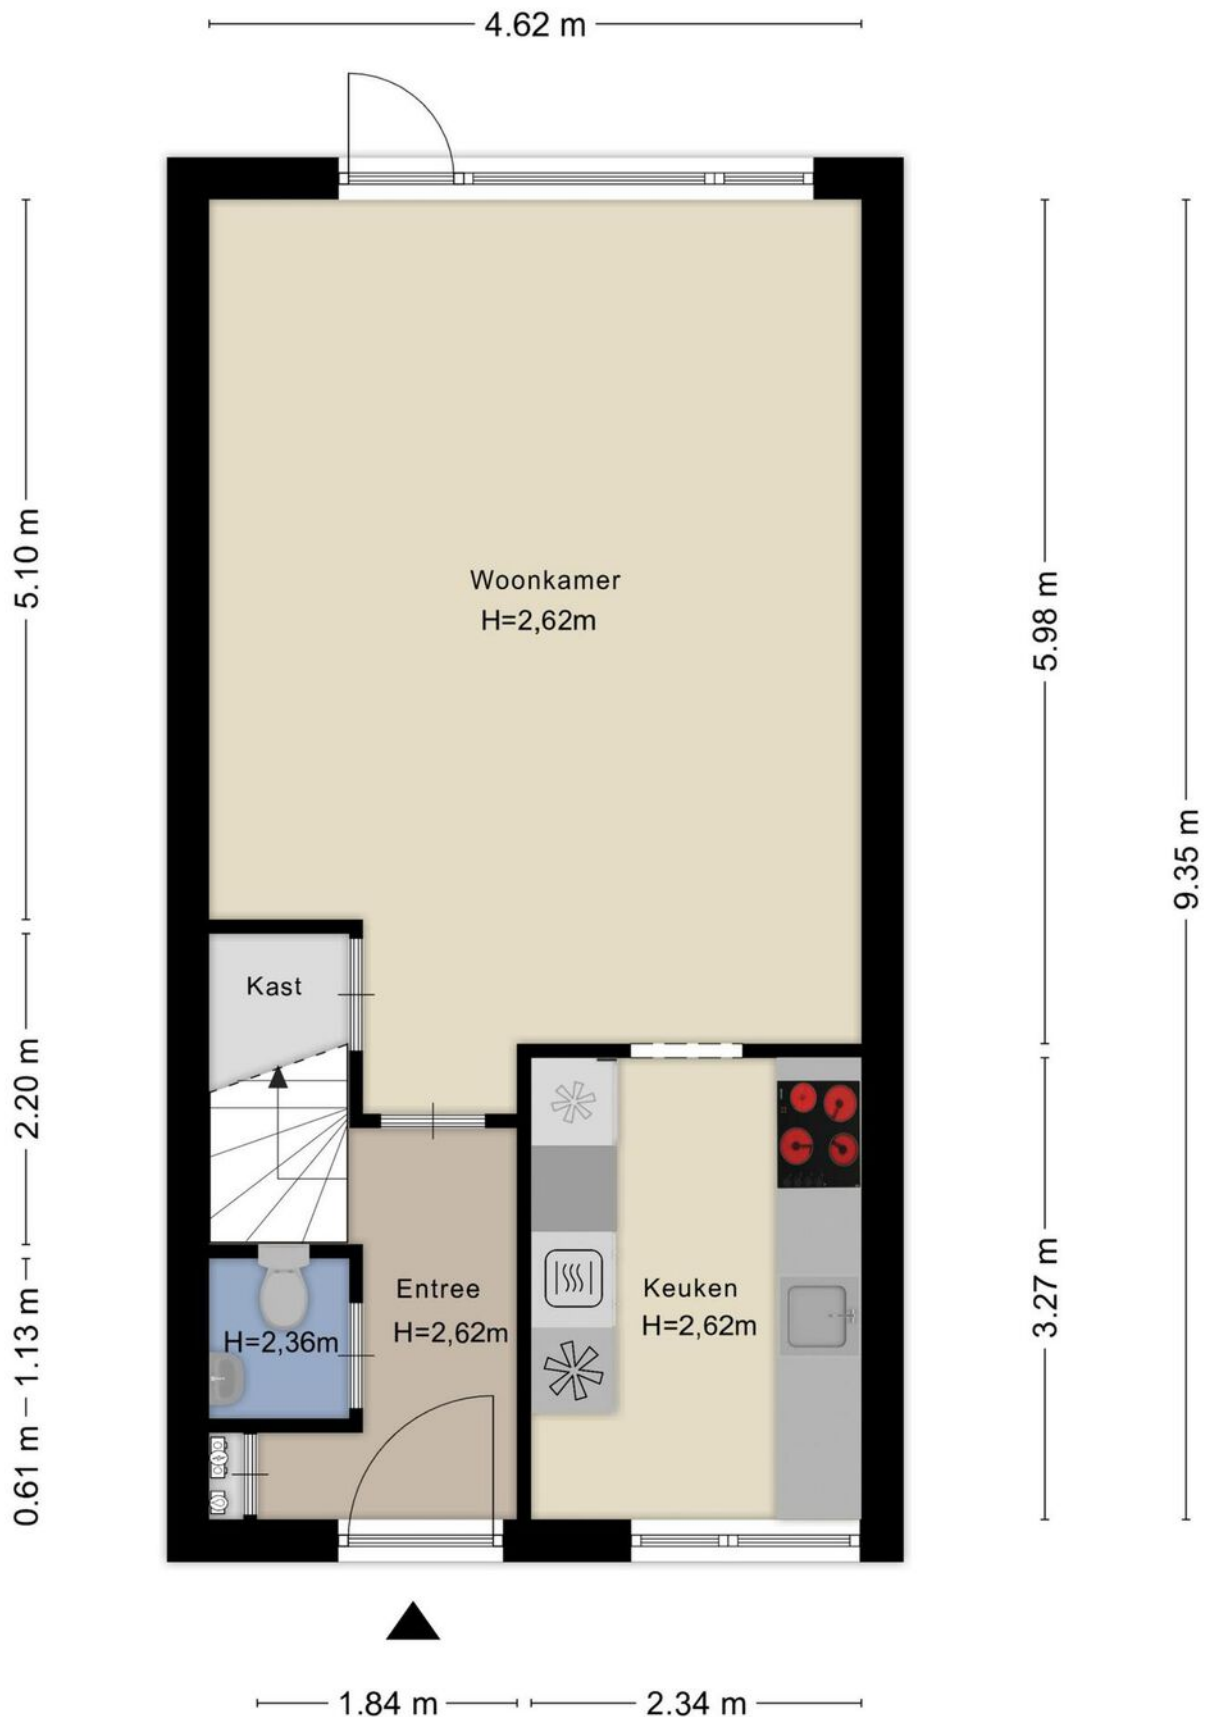 4.62 m
5.10 m
5.98 m
9.35 m
Woonkamer
H=2,62m
Kast
2.20 m
Entree
H=2,62m
Keuken
H=2,62m
3.27 m
H=2,36m
1.13 m
0.61 m
1.84 m
2.34 m